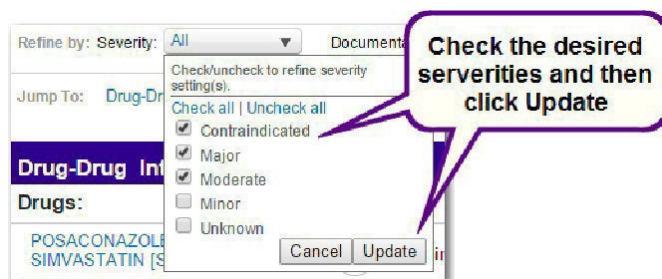 Refine by: Severity: All Documenta
Check the desired
serverities and then
click Update
Check/uncheck to refine severity
setting(s).
Jump To: Drug-Dr
Check all | Uncheck all
Contraindicated
Major
Moderate
Minor
Unknown
Cancel Update
Drug-Drug Int
Drugs:
POSACONAZOLE
SIMVASTATIN [S